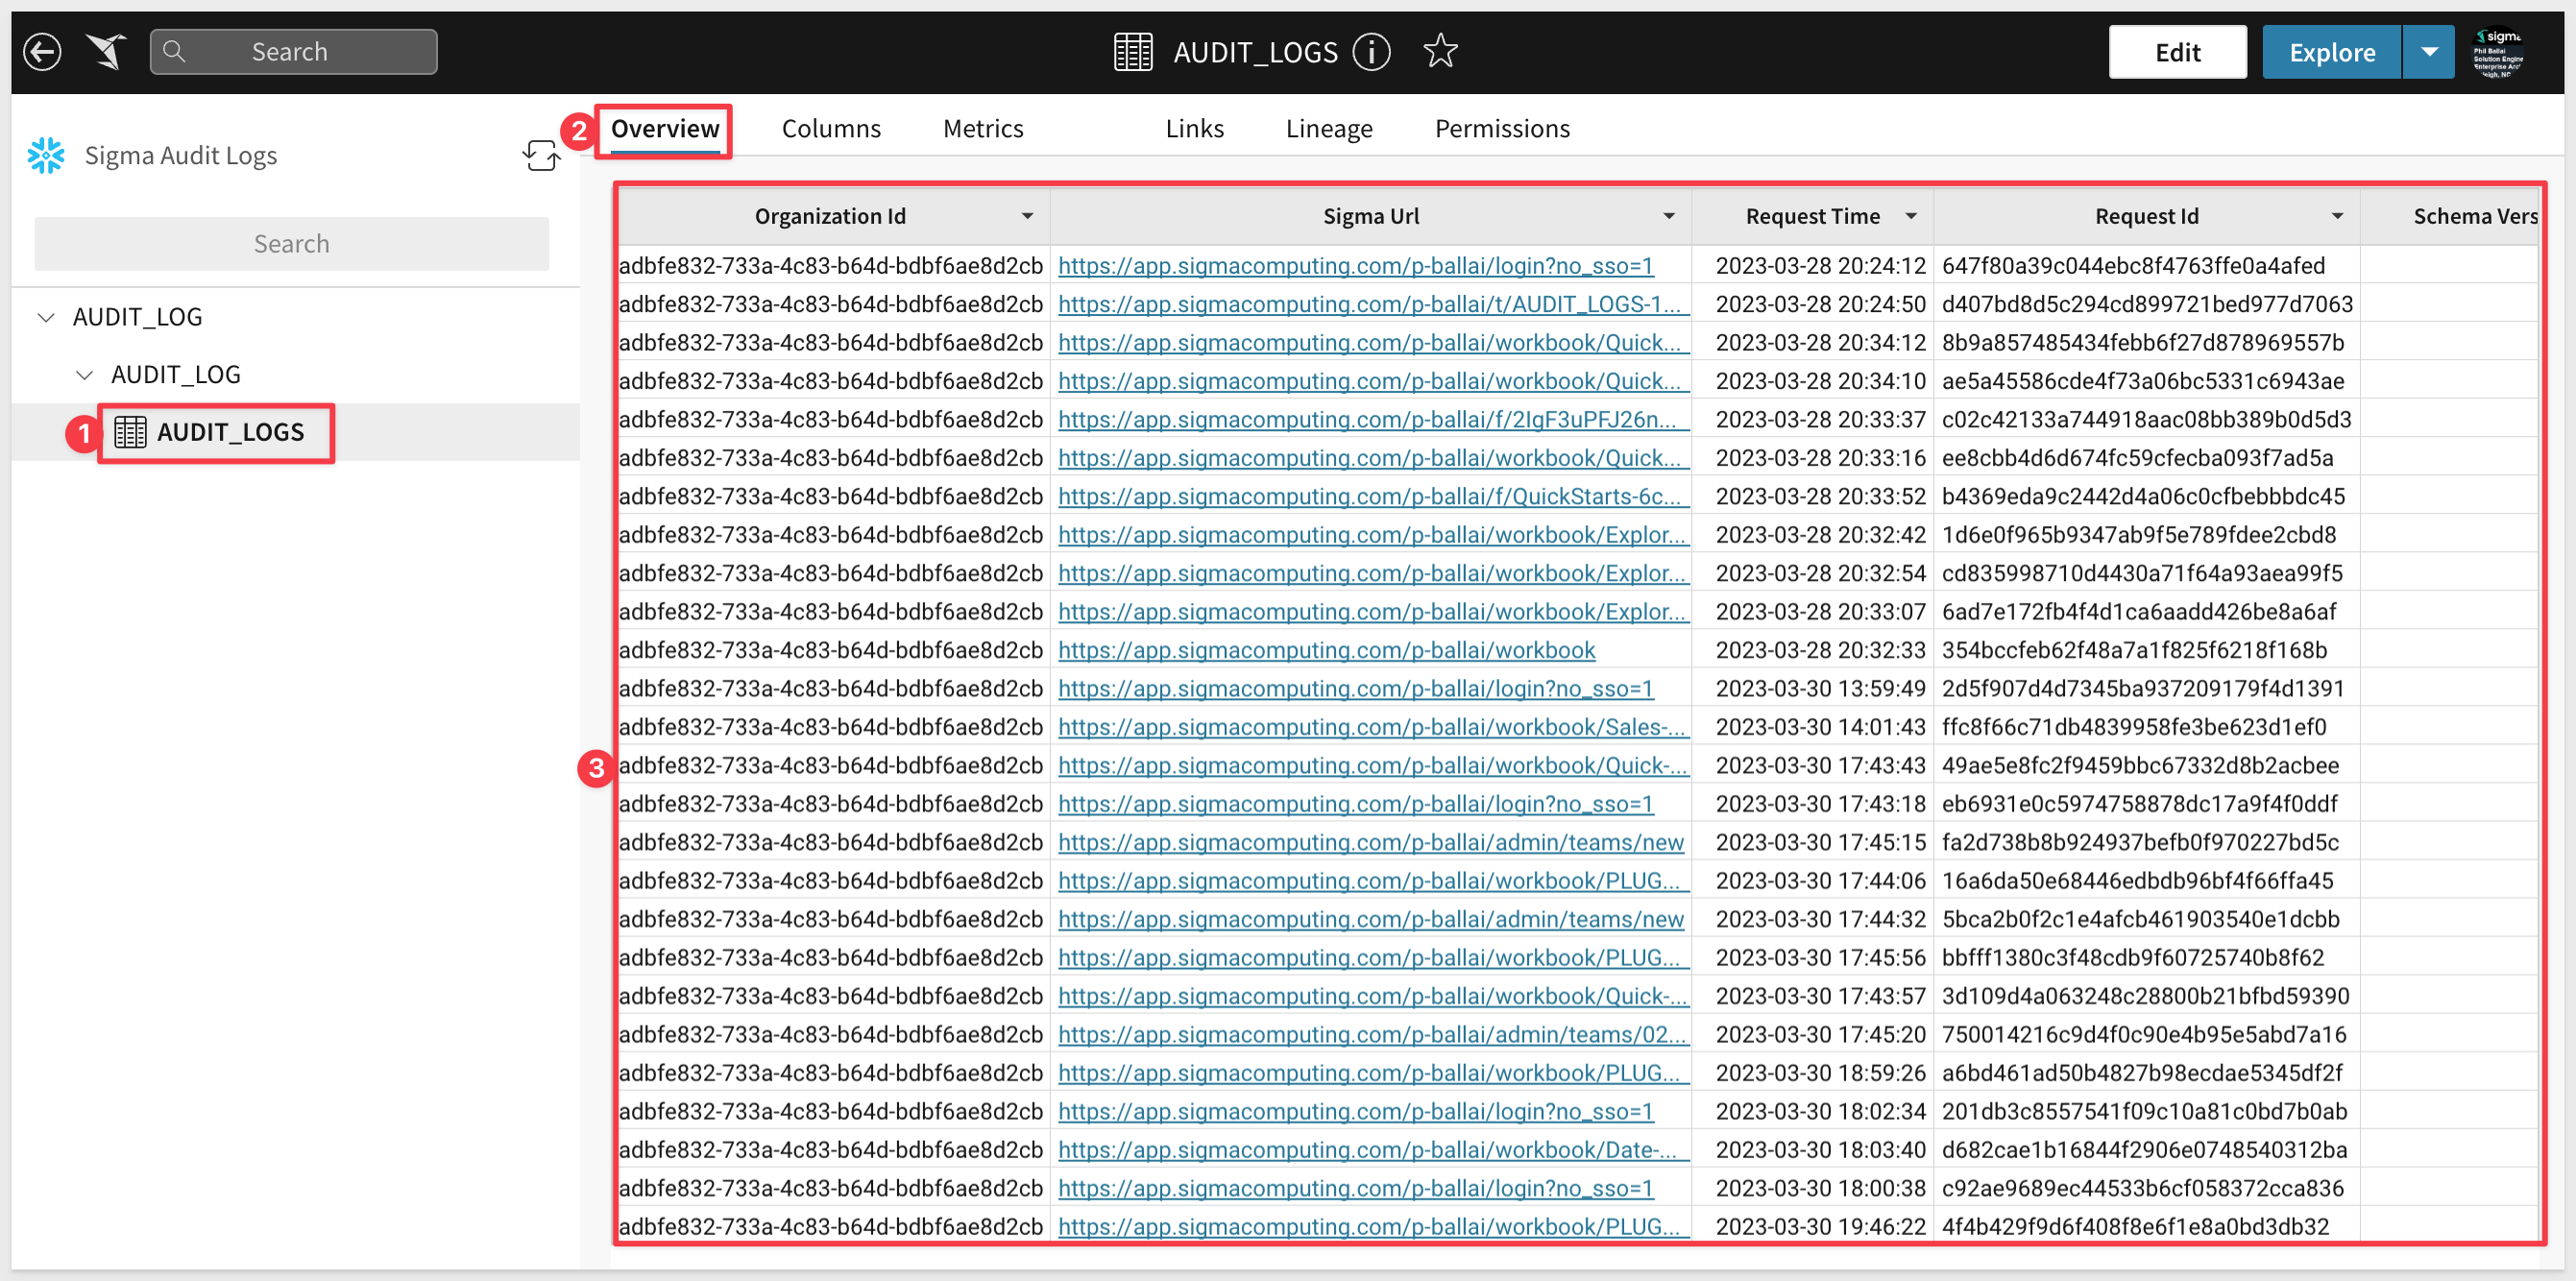 Search
AUDIT_LOGS
Edit
Explore
sigma
Phil Ballai
Solution Engine
Enterprise Arc
leigh, NC
Sigma Audit Logs
Search
AUDIT_LOG
AUDIT_LOG
1 AUDIT_LOGS
2 Overview Columns Metrics Links Lineage Permissions
3
Organization Id Sigma Url Request Time Request Id Schema Vers
adbfe832-733a-4c83-b64d-bdbf6ae8d2cb https://app.sigmacomputing.com/p-ballai/login?no_sso=1 2023-03-28 20:24:12 647f80a39c044ebc8f4763ffe0a4afed
adbfe832-733a-4c83-b64d-bdbf6ae8d2cb https://app.sigmacomputing.com/p-ballai/t/AUDIT_LOGS-1... 2023-03-28 20:24:50 d407bd8d5c294cd899721bed977d7063
adbfe832-733a-4c83-b64d-bdbf6ae8d2cb https://app.sigmacomputing.com/p-ballai/workbook/Quick... 2023-03-28 20:34:12 8b9a857485434febb6f27d878969557b
adbfe832-733a-4c83-b64d-bdbf6ae8d2cb https://app.sigmacomputing.com/p-ballai/workbook/Quick... 2023-03-28 20:34:10 ae5a45586cde4f73a06bc5331c6943ae
adbfe832-733a-4c83-b64d-bdbf6ae8d2cb https://app.sigmacomputing.com/p-ballai/f/2IgF3uPFJ26n... 2023-03-28 20:33:37 c02c42133a744918aac08bb389b0d5d3
adbfe832-733a-4c83-b64d-bdbf6ae8d2cb https://app.sigmacomputing.com/p-ballai/workbook/Quick... 2023-03-28 20:33:16 ee8cbb4d6d674fc59cfecba093f7ad5a
adbfe832-733a-4c83-b64d-bdbf6ae8d2cb https://app.sigmacomputing.com/p-ballai/f/QuickStarts-6c... 2023-03-28 20:33:52 b4369eda9c2442d4a06c0cfbebbbdc45
adbfe832-733a-4c83-b64d-bdbf6ae8d2cb https://app.sigmacomputing.com/p-ballai/workbook/Explor... 2023-03-28 20:32:42 1d6e0f965b9347ab9f5e789fdee2cbd8
adbfe832-733a-4c83-b64d-bdbf6ae8d2cb https://app.sigmacomputing.com/p-ballai/workbook/Explor... 2023-03-28 20:32:54 cd835998710d4430a71f64a93aea99f5
adbfe832-733a-4c83-b64d-bdbf6ae8d2cb https://app.sigmacomputing.com/p-ballai/workbook/Explor... 2023-03-28 20:33:07 6ad7e172fb4f4d1ca6aadd426be8a6af
adbfe832-733a-4c83-b64d-bdbf6ae8d2cb https://app.sigmacomputing.com/p-ballai/workbook 2023-03-28 20:32:33 354bccfeb62f48a7a1f825f6218f168b
adbfe832-733a-4c83-b64d-bdbf6ae8d2cb https://app.sigmacomputing.com/p-ballai/login?no_sso=1 2023-03-30 13:59:49 2d5f907d4d7345ba937209179f4d1391
adbfe832-733a-4c83-b64d-bdbf6ae8d2cb https://app.sigmacomputing.com/p-ballai/workbook/Sales-... 2023-03-30 14:01:43 ffc8f66c71db4839958fe3be623d1ef0
adbfe832-733a-4c83-b64d-bdbf6ae8d2cb https://app.sigmacomputing.com/p-ballai/workbook/Quick-... 2023-03-30 17:43:43 49ae5e8fc2f9459bbc67332d8b2acbee
adbfe832-733a-4c83-b64d-bdbf6ae8d2cb https://app.sigmacomputing.com/p-ballai/login?no_sso=1 2023-03-30 17:43:18 eb6931e0c5974758878dc17a9f4f0ddf
adbfe832-733a-4c83-b64d-bdbf6ae8d2cb https://app.sigmacomputing.com/p-ballai/admin/teams/new 2023-03-30 17:45:15 fa2d738b8b924937befb0f970227bd5c
adbfe832-733a-4c83-b64d-bdbf6ae8d2cb https://app.sigmacomputing.com/p-ballai/workbook/PLUG... 2023-03-30 17:44:06 16a6da50e68446edbdb96bf4f66ffa45
adbfe832-733a-4c83-b64d-bdbf6ae8d2cb https://app.sigmacomputing.com/p-ballai/admin/teams/new 2023-03-30 17:44:32 5bca2b0f2c1e4afcb461903540e1dcbb
adbfe832-733a-4c83-b64d-bdbf6ae8d2cb https://app.sigmacomputing.com/p-ballai/workbook/PLUG... 2023-03-30 17:45:56 bbfff1380c3f48cdb9f60725740b8f62
adbfe832-733a-4c83-b64d-bdbf6ae8d2cb https://app.sigmacomputing.com/p-ballai/workbook/Quick-... 2023-03-30 17:43:57 3d109d4a063248c28800b21bfbd59390
adbfe832-733a-4c83-b64d-bdbf6ae8d2cb https://app.sigmacomputing.com/p-ballai/admin/teams/02... 2023-03-30 17:45:20 750014216c9d4f0c90e4b95e5abd7a16
adbfe832-733a-4c83-b64d-bdbf6ae8d2cb https://app.sigmacomputing.com/p-ballai/workbook/PLUG... 2023-03-30 18:59:26 a6bd461ad50b4827b98ecdae5345df2f
adbfe832-733a-4c83-b64d-bdbf6ae8d2cb https://app.sigmacomputing.com/p-ballai/login?no_sso=1 2023-03-30 18:02:34 201db3c8557541f09c10a81c0bd7b0ab
adbfe832-733a-4c83-b64d-bdbf6ae8d2cb https://app.sigmacomputing.com/p-ballai/workbook/Date-... 2023-03-30 18:03:40 d682cae1b16844f2906e0748540312ba
adbfe832-733a-4c83-b64d-bdbf6ae8d2cb https://app.sigmacomputing.com/p-ballai/login?no_sso=1 2023-03-30 18:00:38 c92ae9689ec44533b6cf058372cca836
adbfe832-733a-4c83-b64d-bdbf6ae8d2cb https://app.sigmacomputing.com/p-ballai/workbook/PLUG... 2023-03-30 19:46:22 4f4b429f9d6f408f8e6f1e8a0bd3db32